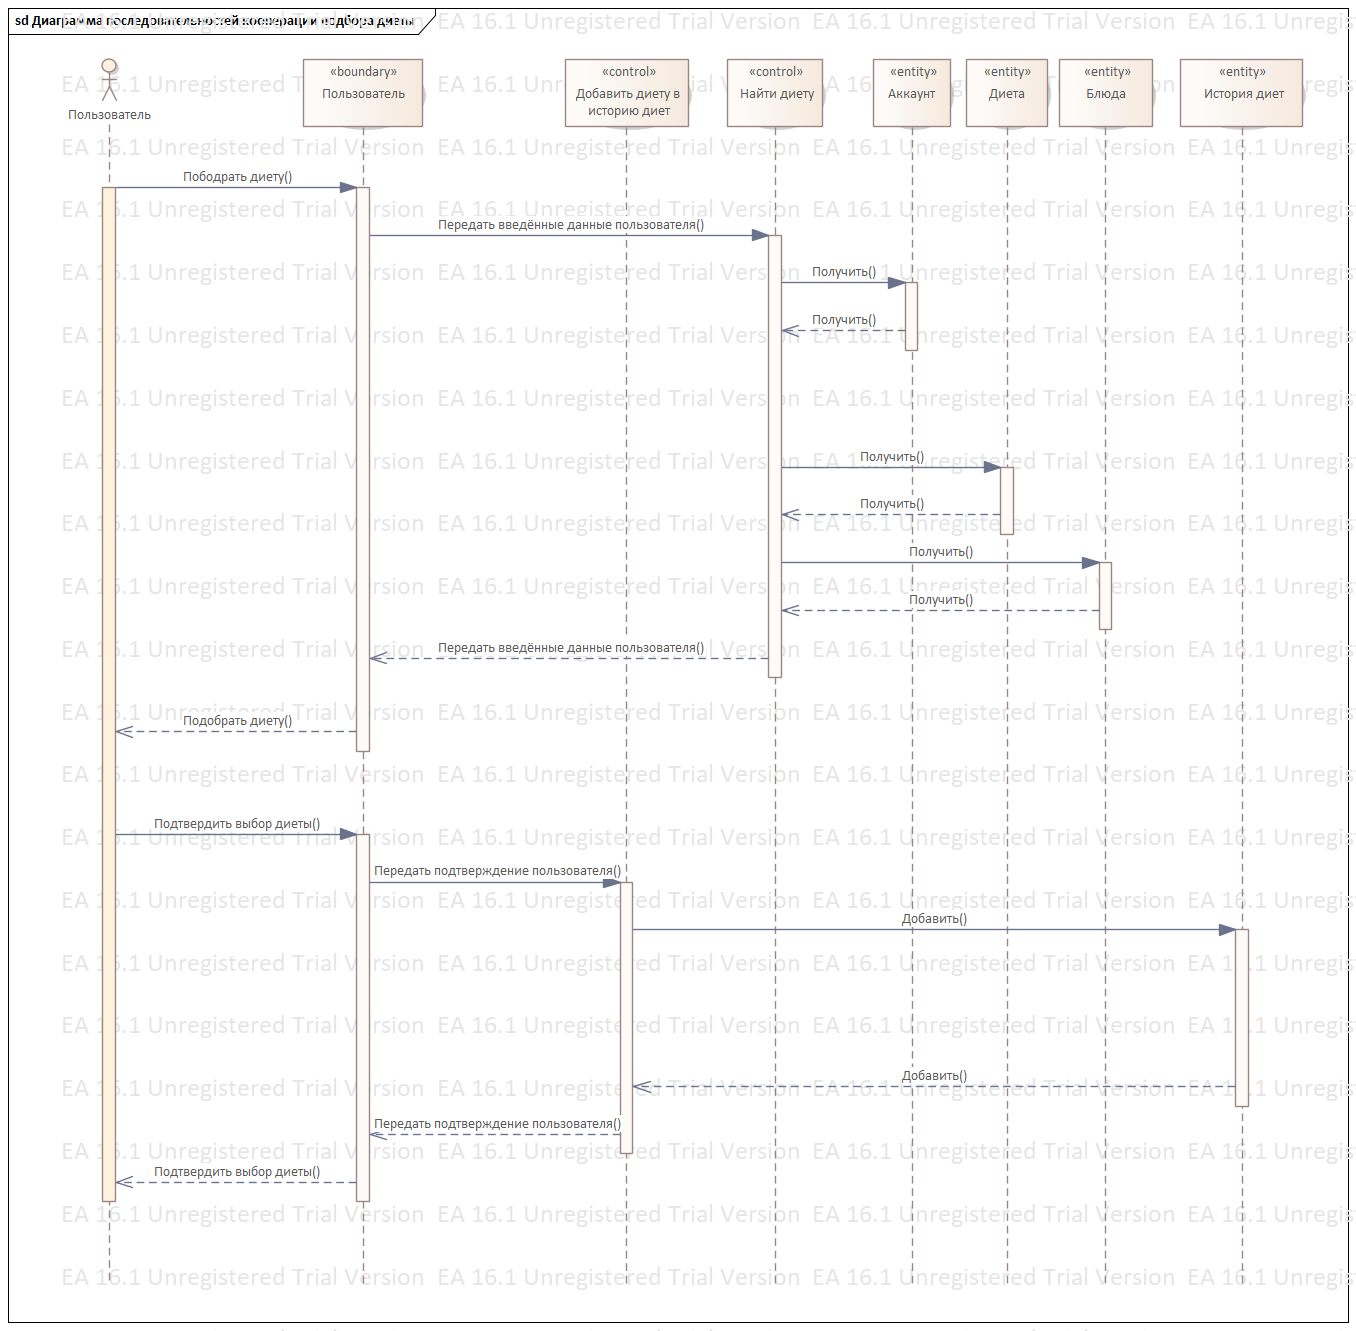 sd Диаграмма последовательностей кооперации подбора диеты
Пользователь
«boundary»
Пользователь
«control»
Добавить диету в
историю диет
«control»
Найти диету
«entity»
Аккаунт
«entity»
Диета
«entity»
Блюда
«entity»
История диет
Пободрать диету()
Передать введённые данные пользователя()
Получить()
Получить()
Получить()
Получить()
Получить()
Получить()
Передать введённые данные пользователя()
Подобрать диету()
Подтвердить выбор диеты()
Передать подтверждение пользователя()
Добавить()
Добавить()
Передать подтверждение пользователя()
Подтвердить выбор диеты()
EA 16.1 Unregistered Trial Version